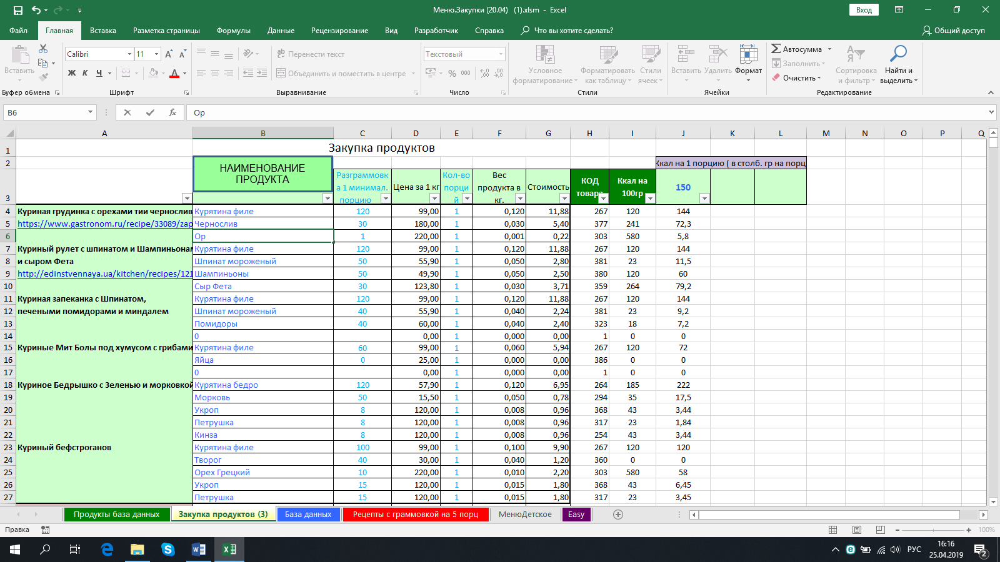 Меню.Закупки (20.04)   (1).xlsm  -  Excel
Вход
Файл Главная Вставка Разметка страницы Формулы Данные Рецензирование Вид Разработчик Справка Что вы хотите сделать? Общий доступ
Вставить
Буфер обмена
Calibri 11
Ж К Ч А
Шрифт
Перенести текст
Объединить и поместить в центре
Выравнивание
Текстовый
% 000
Число
Условное форматирование
Форматировать как таблицу
Стили ячеек
Стили
Вставить Удалить Формат
Ячейки
Автосумма
Заполнить
Очистить
Сортировка и фильтр
Найти и выделить
Редактирование
B6 fx Ор
A B C D E F G H I J K L M N O P Q
1 Закупка продуктов
2 Ккал на 1 порцию ( в столб. гр на порц
НАИМЕНОВАНИЕ
ПРОДУКТА
3 Разграммовка 1 минимал. порцию Цена за 1 кг Кол-во порций Вес продукта в кг. Стоимость КОД товара Ккал на 100гр 150
4 Куриная грудинка с орехами тии чернослив Курятина филе 120 99,00 1 0,120 11,88 267 120 144
5 https://www.gastronom.ru/recipe/33089/zap Чернослив 30 180,00 1 0,030 5,40 377 241 72,3
6 Ор 1 220,00 1 0,001 0,22 303 580 5,8
7 Куриный рулет с шпинатом и Шампиньонам Курятина филе 120 99,00 1 0,120 11,88 267 120 144
8 и сыром Фета Шпинат мороженый 50 55,90 1 0,050 2,80 381 23 11,5
9 http://edinstvennaya.ua/kitchen/recipes/121 Шампиньоны 50 49,90 1 0,050 2,50 380 120 60
10 Сыр Фета 30 123,80 1 0,030 3,71 359 264 79,2
11 Куриная запеканка с Шпинатом, Курятина филе 120 99,00 1 0,120 11,88 267 120 144
12 печеными помидорами и миндалем Шпинат мороженый 40 55,90 1 0,040 2,24 381 23 9,2
13 Помидоры 40 60,00 1 0,040 2,40 323 18 7,2
14 0 0,00 1 0,000 0,00 1 0 0
15 Куриные Мит Болы под хумусом с грибами Курятина филе 60 99,00 1 0,060 5,94 267 120 72
16 Яйца 0 25,00 1 0,000 0,00 386 0 0
17 0 0,00 1 0,000 0,00 1 0 0
18 Куриное Бедрышко с Зеленью и морковкой Курятина бедро 120 57,90 1 0,120 6,95 264 185 222
19 Морковь 50 15,50 1 0,050 0,78 294 35 17,5
20 Укроп 8 120,00 1 0,008 0,96 368 43 3,44
21 Петрушка 8 120,00 1 0,008 0,96 317 23 1,84
22 Кинза 8 120,00 1 0,008 0,96 254 43 3,44
23 Куриный бефстроганов Курятина филе 100 99,00 1 0,100 9,90 267 120 120
24 Творог 40 30,00 1 0,040 1,20 360 0 0
25 Орех Грецкий 10 220,00 1 0,010 2,20 303 580 58
26 Укроп 15 120,00 1 0,015 1,80 368 43 6,45
27 Петрушка 15 120,00 1 0,015 1,80 317 23 3,45
Продукты база данных Закупка продуктов (3) База данных Рецепты с граммовкой на 5 порц МенюДетское Easy
Правка 100%
РУС 16:16
25.04.2019 2